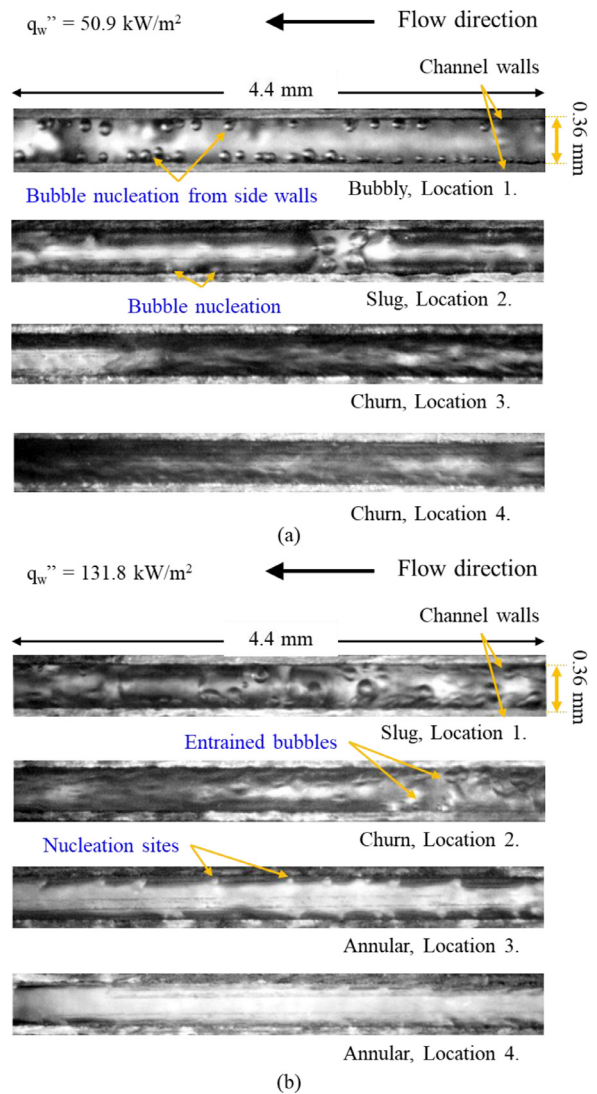 q_w’’ = 50.9 kW/m²
Flow direction
Channel walls
4.4 mm
0.36 mm
Bubble nucleation from side walls
Bubbly, Location 1.
Bubble nucleation
Slug, Location 2.
Churn, Location 3.
Churn, Location 4.
(a)
q_w’’ = 131.8 kW/m²
Flow direction
Channel walls
4.4 mm
0.36 mm
Slug, Location 1.
Entrained bubbles
Churn, Location 2.
Nucleation sites
Annular, Location 3.
Annular, Location 4.
(b)